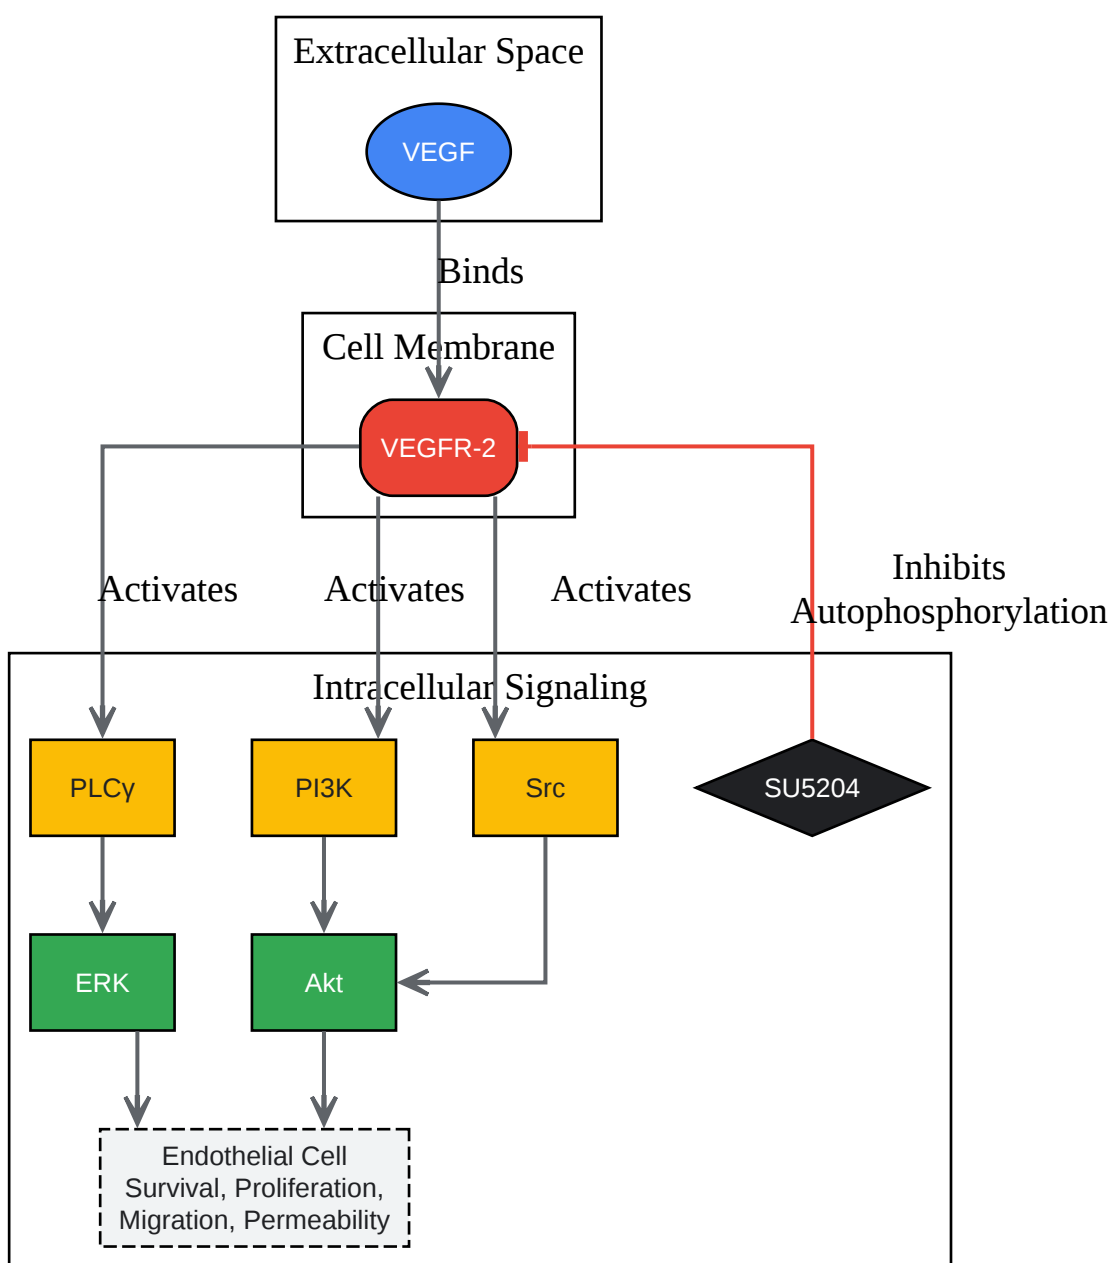 Extracellular Space
VEGF
Binds
Cell Membrane
VEGFR-2
Activates
Activates
Activates
Inhibits
Autophosphorylation
Intracellular Signaling
PLCγ
PI3K
Src
SU5204
ERK
Akt
Endothelial Cell
Survival, Proliferation,
Migration, Permeability